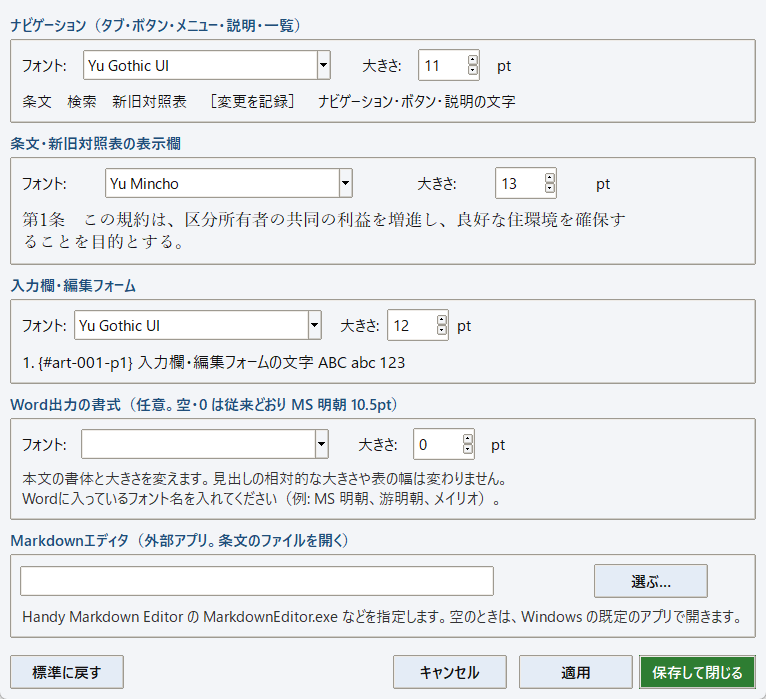 ナビゲーション（タブ・ボタン・メニュー・説明・一覧）
フォント: Yu Gothic UI 大きさ: 11 pt
条文 検索 新旧対照表 ［変更を記録］ ナビゲーション・ボタン・説明の文字
条文・新旧対照表の表示欄
フォント: Yu Mincho 大きさ: 13 pt
第1条　この規約は、区分所有者の共同の利益を増進し、良好な住環境を確保す
ることを目的とする。
入力欄・編集フォーム
フォント: Yu Gothic UI 大きさ: 12 pt
1. {#art-001-p1} 入力欄・編集フォームの文字 ABC abc 123
Word出力の書式（任意。空・0 は従来どおり MS 明朝 10.5pt）
フォント: 大きさ: 0 pt
本文の書体と大きさを変えます。見出しの相対的な大きさや表の幅は変わりません。
Wordに入っているフォント名を入れてください（例: MS 明朝、游明朝、メイリオ）。
Markdownエディタ（外部アプリ。条文のファイルを開く）
選ぶ...
Handy Markdown Editor の MarkdownEditor.exe などを指定します。空のときは、Windows の既定のアプリで開きます。
標準に戻す キャンセル 適用 保存して閉じる